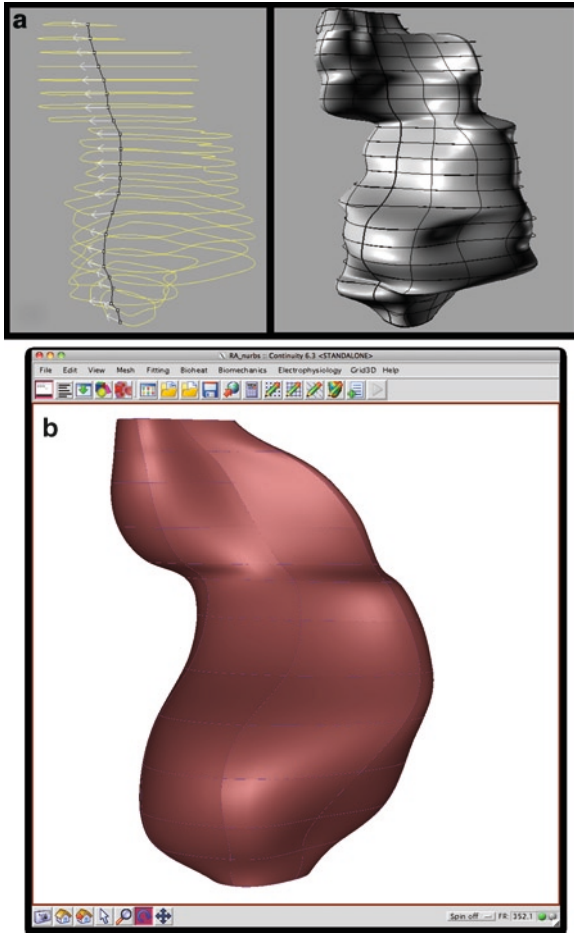 a
RA_nurbs :: Continuity 6.3 <STANDALONE>
File Edit View Mesh Fitting Bioheat Biomechanics Electrophysiology Grid3D Help
b
Spin off FR: 352.1